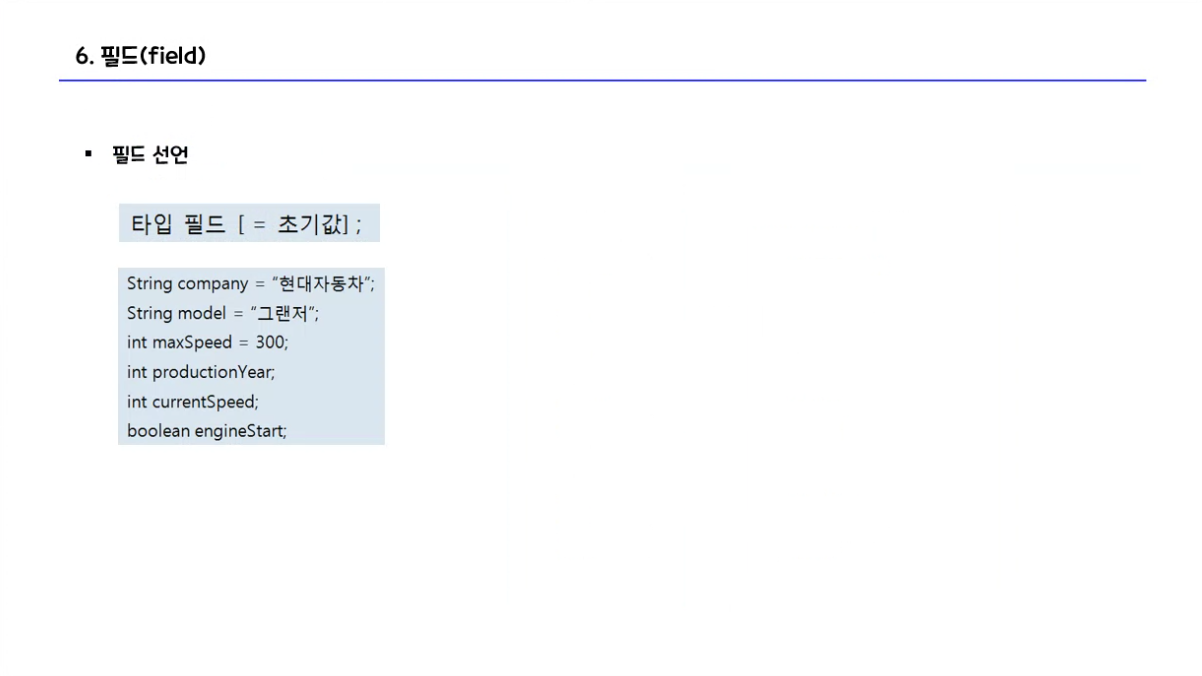 6. 필드(field)
▪ 필드 선언
타입 필드 [ = 초기값] ;
String company = “현대자동차”;
String model = “그랜저”;
int maxSpeed = 300;
int productionYear;
int currentSpeed;
boolean engineStart;